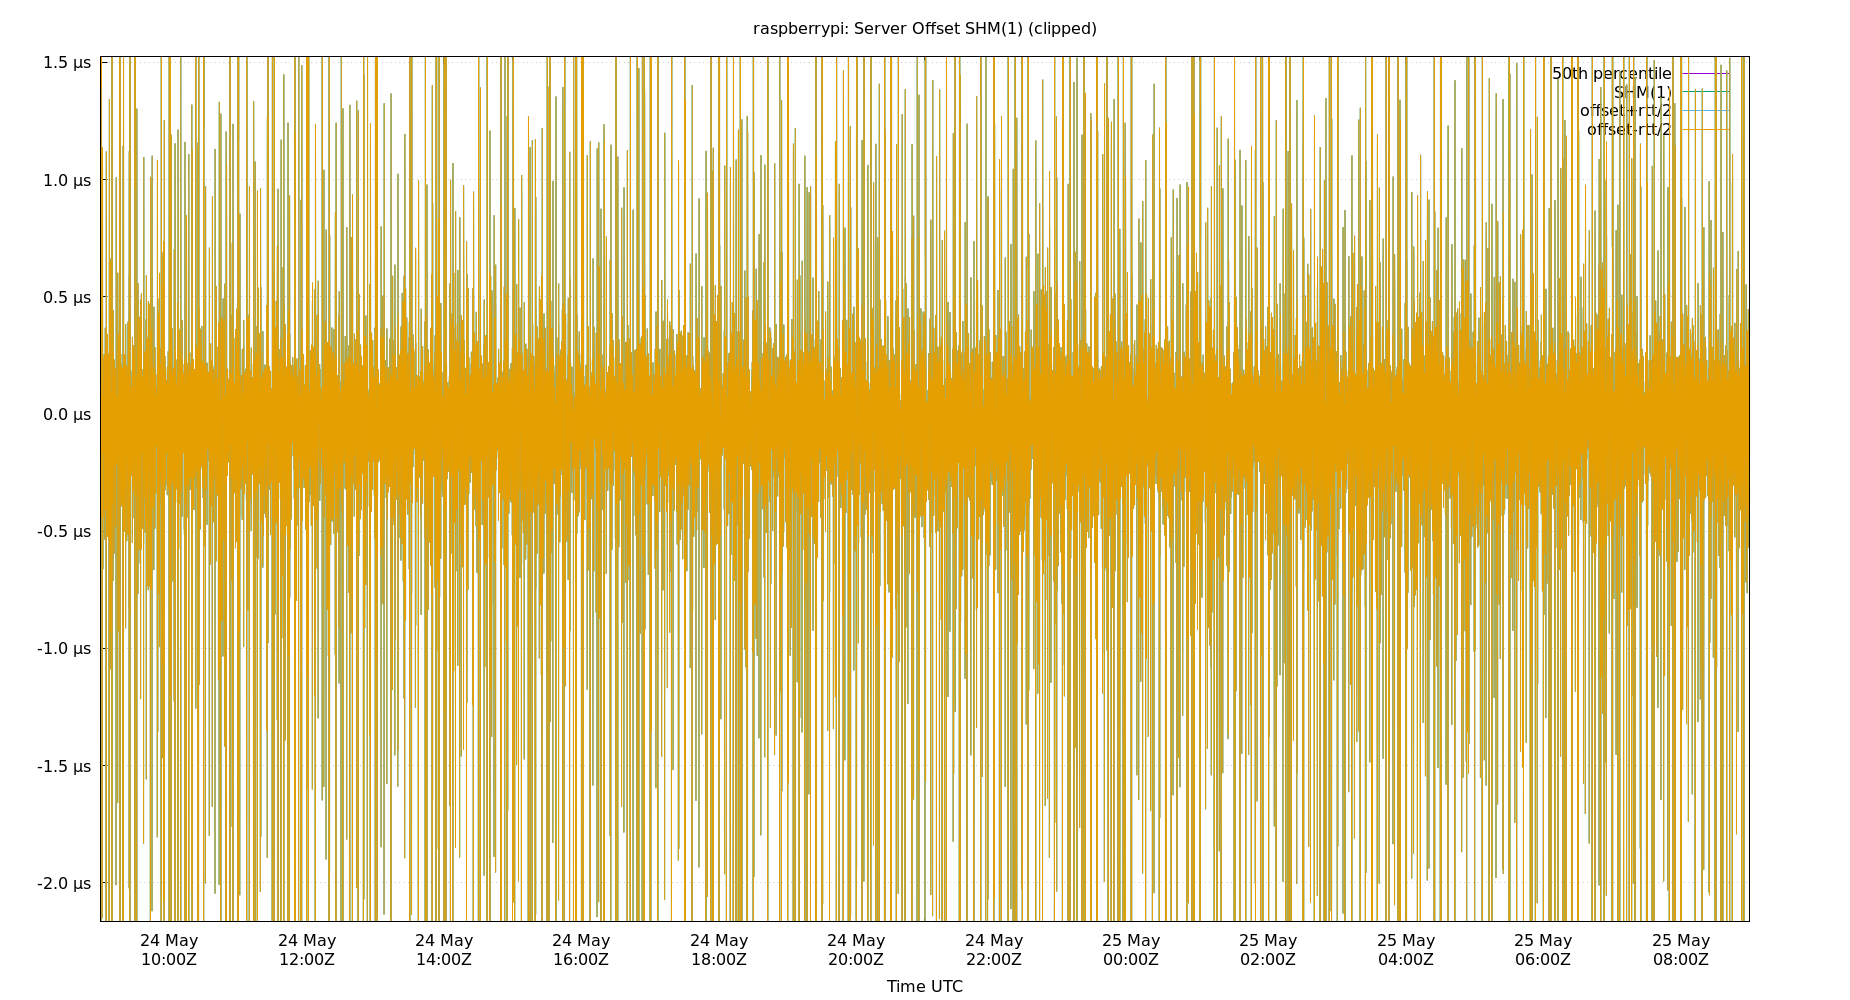 raspberrypi: Server Offset SHM(1) (clipped)
1.5 µs
1.0 µs
0.5 µs
0.0 µs
-0.5 µs
-1.0 µs
-1.5 µs
-2.0 µs
50th percentile
SHM(1)
offset+rtt/2
offset-rtt/2
24 May 24 May 24 May 24 May 24 May 24 May 24 May 25 May 25 May 25 May 25 May 25 May
10:00Z 12:00Z 14:00Z 16:00Z 18:00Z 20:00Z 22:00Z 00:00Z 02:00Z 04:00Z 06:00Z 08:00Z
Time UTC